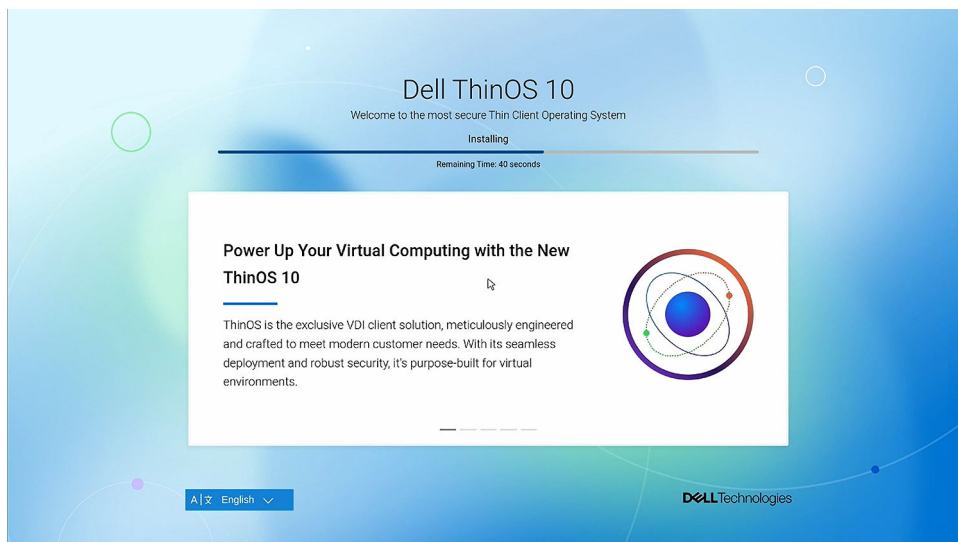 Dell ThinOS 10
Welcome to the most secure Thin Client Operating System
Installing
Remaining Time: 40 seconds
Power Up Your Virtual Computing with the New
ThinOS 10
ThinOS is the exclusive VDI client solution, meticulously engineered
and crafted to meet modern customer needs. With its seamless
deployment and robust security, it's purpose-built for virtual
environments.
A|文 English
DELLTechnologies